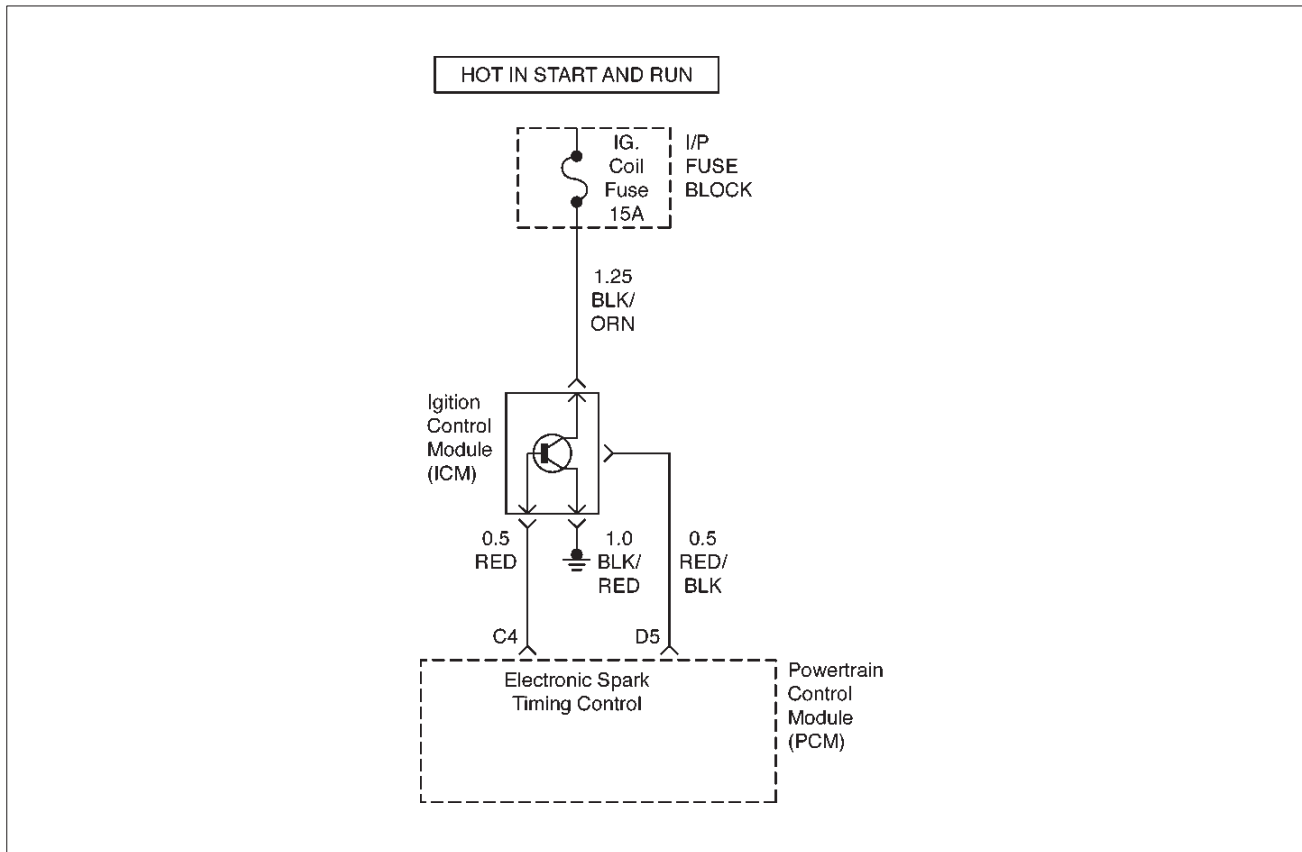 HOT IN START AND RUN
IG.
Coil
Fuse
15A
I/P
FUSE
BLOCK
1.25
BLK/
ORN
Igition
Control
Module
(ICM)
0.5
RED
1.0
BLK/
RED
0.5
RED/
BLK
C4
D5
Electronic Spark
Timing Control
Powertrain
Control
Module
(PCM)